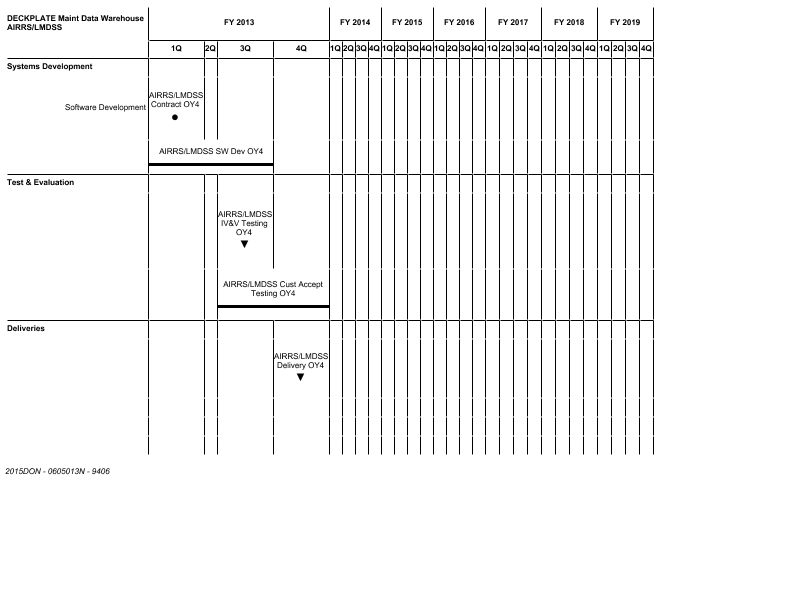 DECKPLATE Maint Data Warehouse
AIRRS/LMDSS
FY 2013 FY 2014 FY 2015 FY 2016 FY 2017 FY 2018 FY 2019
1Q 2Q 3Q 4Q 1Q 2Q 3Q 4Q 1Q 2Q 3Q 4Q 1Q 2Q 3Q 4Q 1Q 2Q 3Q 4Q 1Q 2Q 3Q 4Q 1Q 2Q 3Q 4Q
Systems Development
Software Development
AIRRS/LMDSS
Contract OY4
AIRRS/LMDSS SW Dev OY4
Test & Evaluation
AIRRS/LMDSS
IV&V Testing
OY4
AIRRS/LMDSS Cust Accept
Testing OY4
Deliveries
AIRRS/LMDSS
Delivery OY4
2015DON - 0605013N - 9406